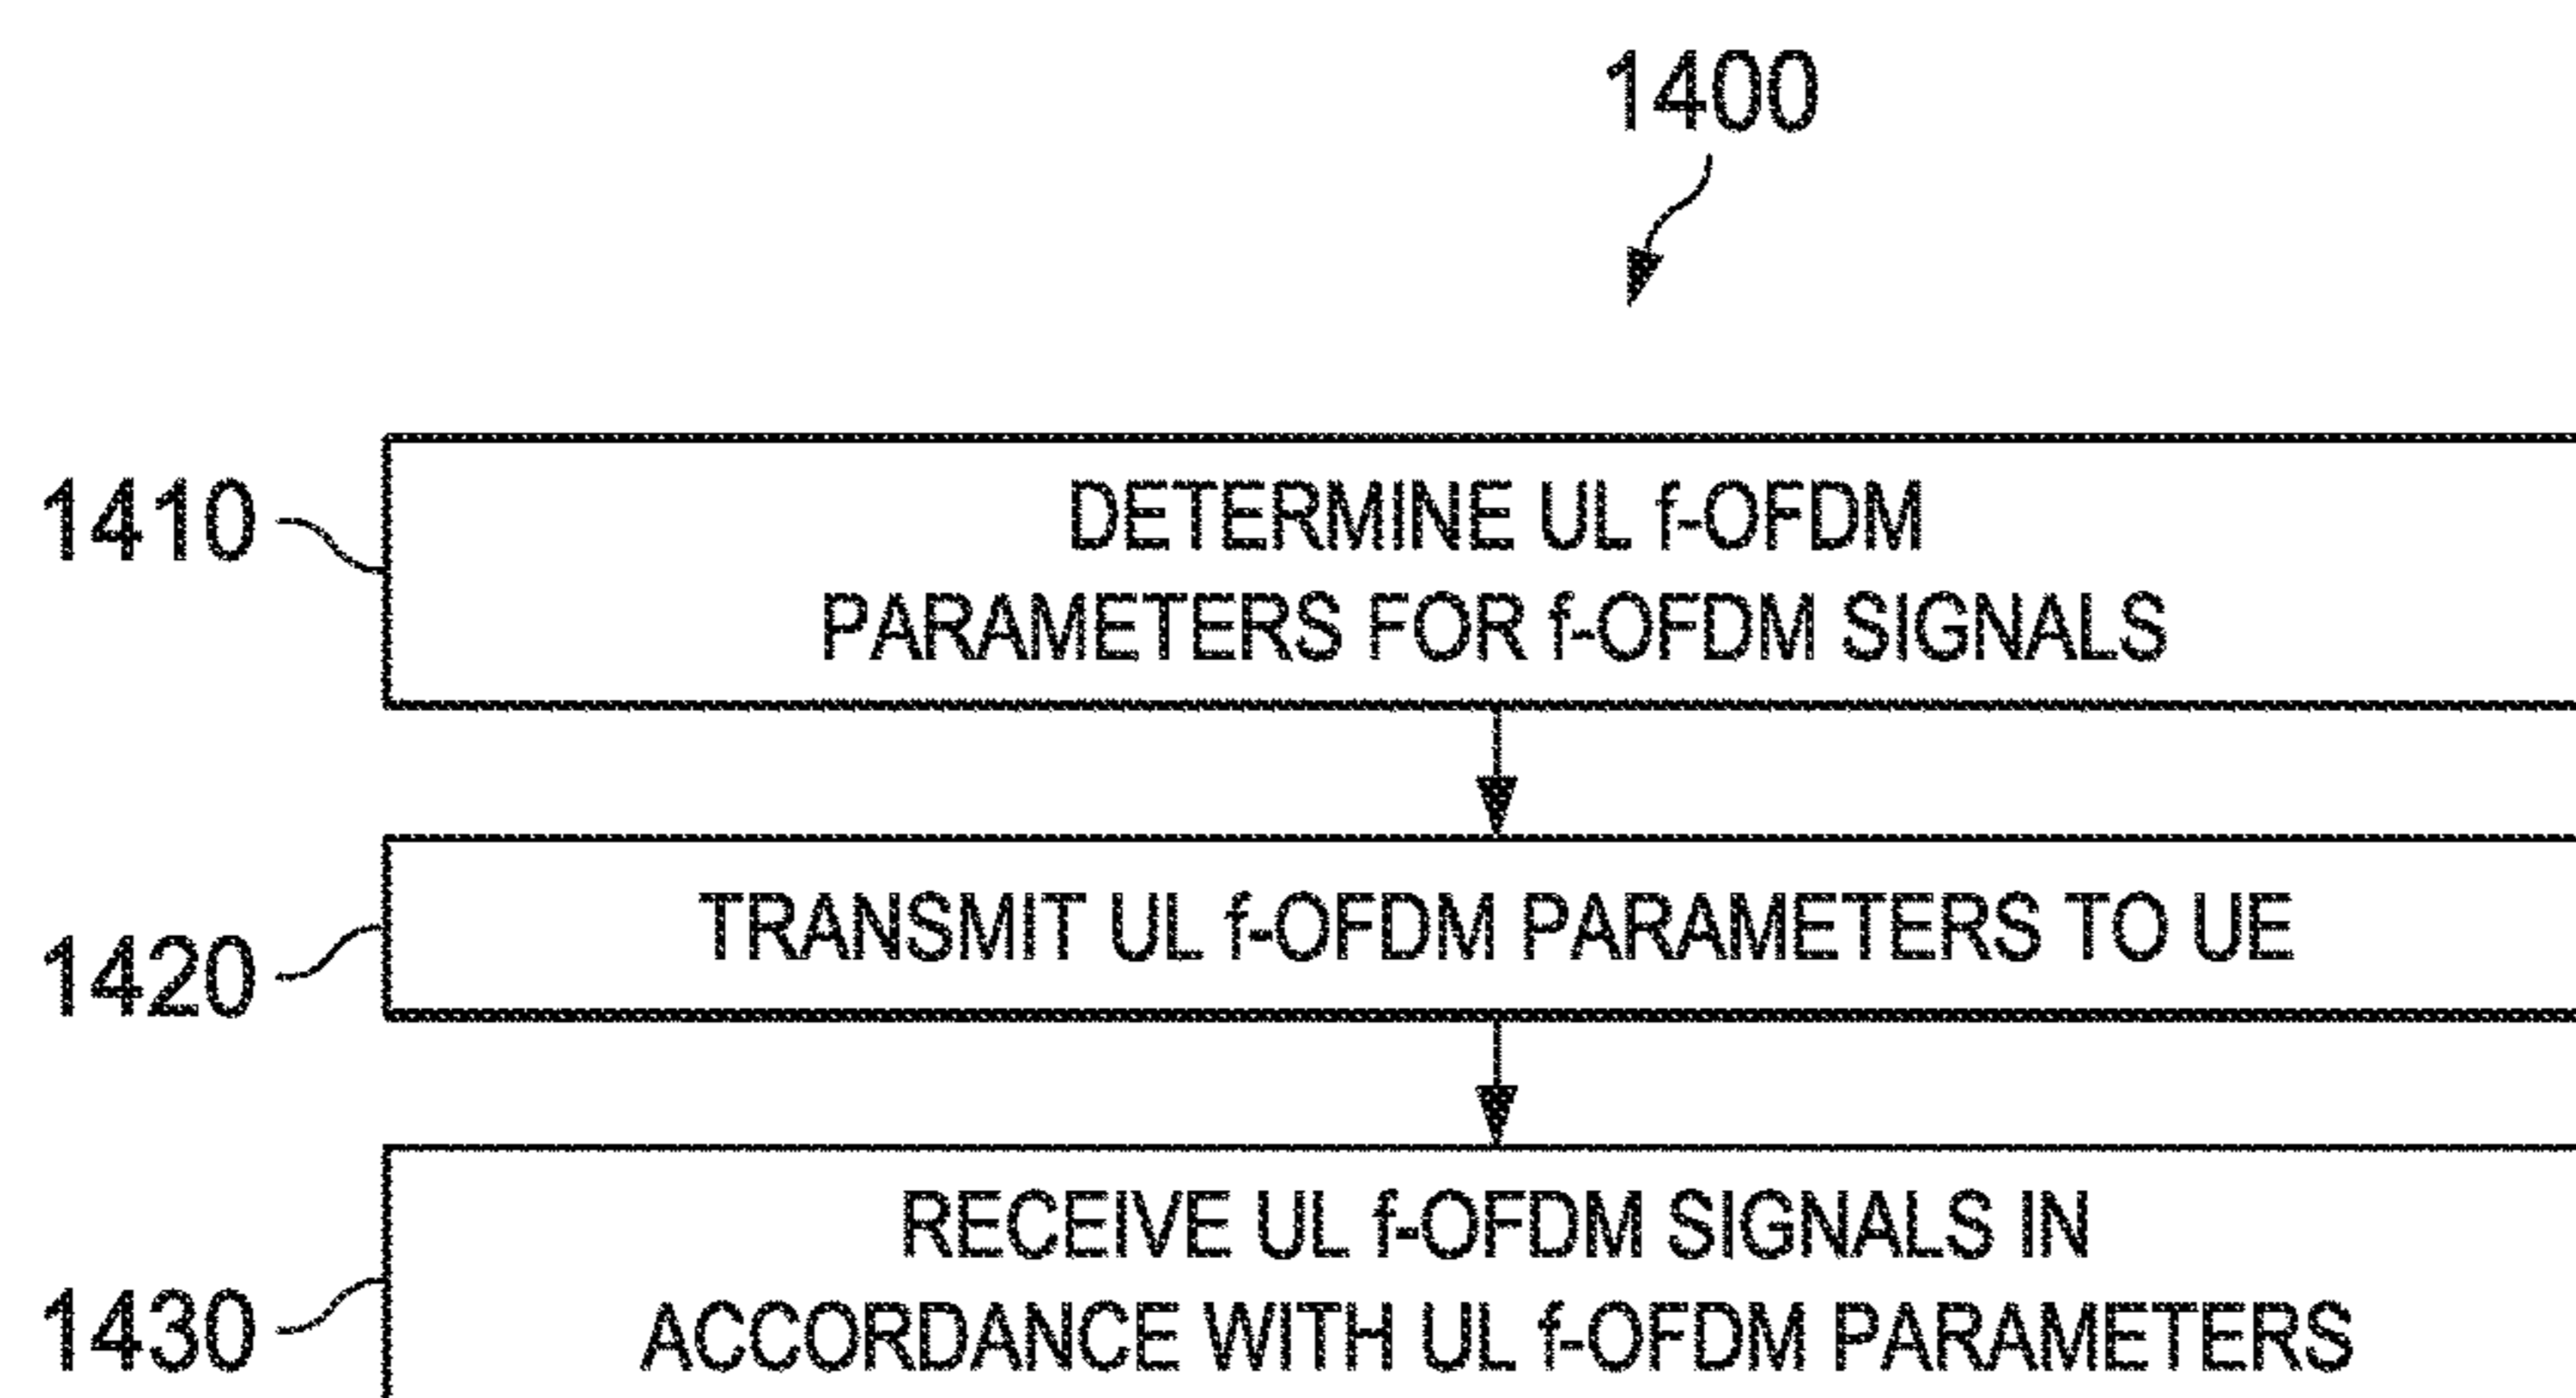 1400
1410
DETERMINE UL f-OFDM
PARAMETERS FOR f-OFDM SIGNALS
1420
TRANSMIT UL f-OFDM PARAMETERS TO UE
1430
RECEIVE UL f-OFDM SIGNALS IN
ACCORDANCE WITH UL f-OFDM PARAMETERS